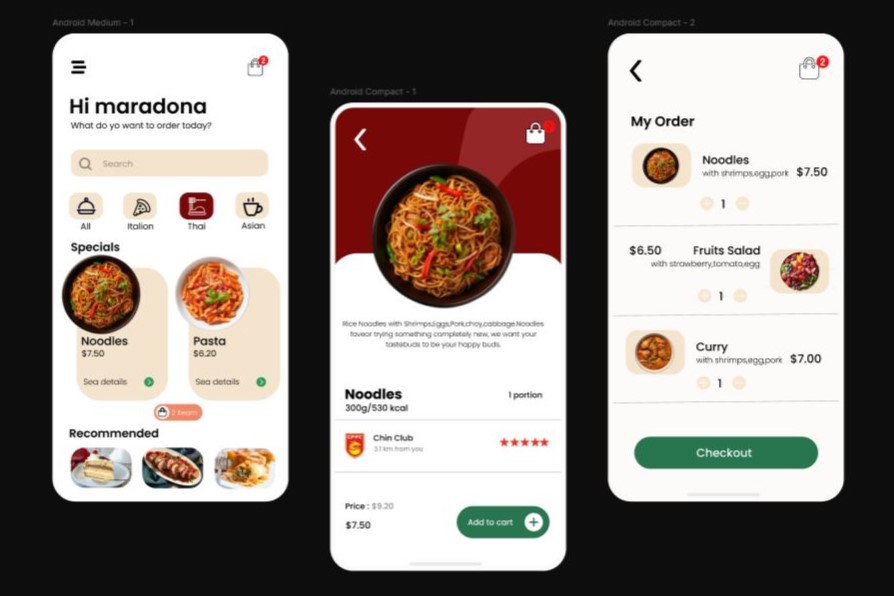 Android Medium - 1
2
Hi maradona
What do yo want to order today?
Search
All
Italion
Thai
Asian
Specials
Noodles
$7.50
Sea details
Pasta
$6.20
Sea details
2 Iteam
Recommended
Android Compact - 1
Rice Noodles with Shrimps,Eggs,Pork,choy,cabbage.Noodles
faveor trying something completely new, we want your
tastebuds to be your happy buds.
Noodles
1 portion
300g/530 kcal
Chin Club
3.1 km from you
Price : $9.20
$7.50
Add to cart
Android Compact - 2
2
My Order
Noodles
with shrimps,egg,pork
$7.50
1
$6.50
Fruits Salad
with strawberry,tomato,egg
1
Curry
with shrimps,egg,pork
$7.00
1
Checkout